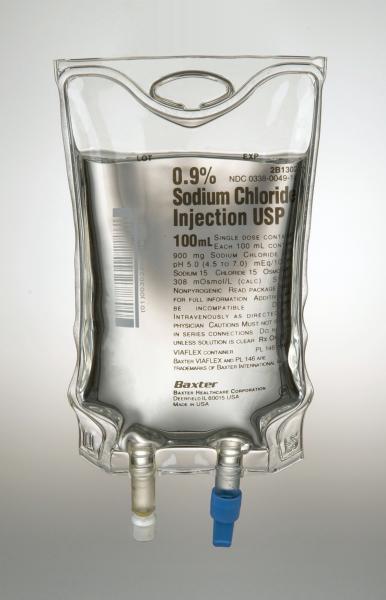 LOT EXP
2B130
0.9% NDC 0338-0049-
Sodium Chloride
Injection USP
100mL SINGLE DOSE
EACH 100 mL
900 mg SODIUM CHLORIDE
pH 5.0 (4.5 TO 7.0) mEq/
SODIUM 15 CHLORIDE 15
308 mOsmol/L (CALC)
NONPYROGENIC READ PACKAGE
FOR FULL INFORMATION
BE INCOMPATIBLE
INTRAVENOUSLY AS
PHYSICIAN CAUTIONS MUST NOT
IN SERIES CONNECTIONS
UNLESS SOLUTION IS CLEAR
VIAFLEX CONTAINER PL 146
BAXTER VIAFLEX AND PL 146 ARE
TRADEMARKS OF BAXTER INTERNATIONAL
Baxter
BAXTER HEALTHCARE CORPORATION
DEERFIELD IL 60015 USA
MADE IN USA